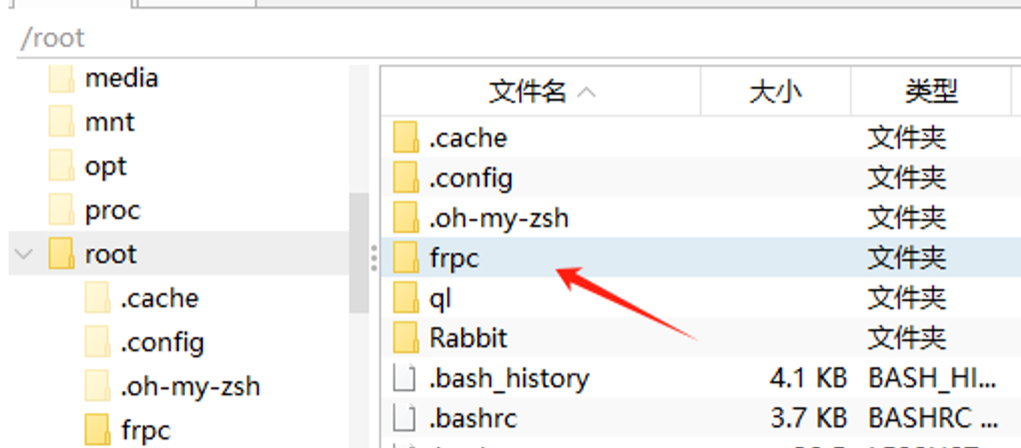 /root
media
mnt
opt
proc
root
.cache
.config
.oh-my-zsh
frpc
文件名 大小 类型
.cache 文件夹
.config 文件夹
.oh-my-zsh 文件夹
frpc 文件夹
ql 文件夹
Rabbit 文件夹
.bash_history 4.1 KB BASH_HI...
.bashrc 3.7 KB BASHRC ...